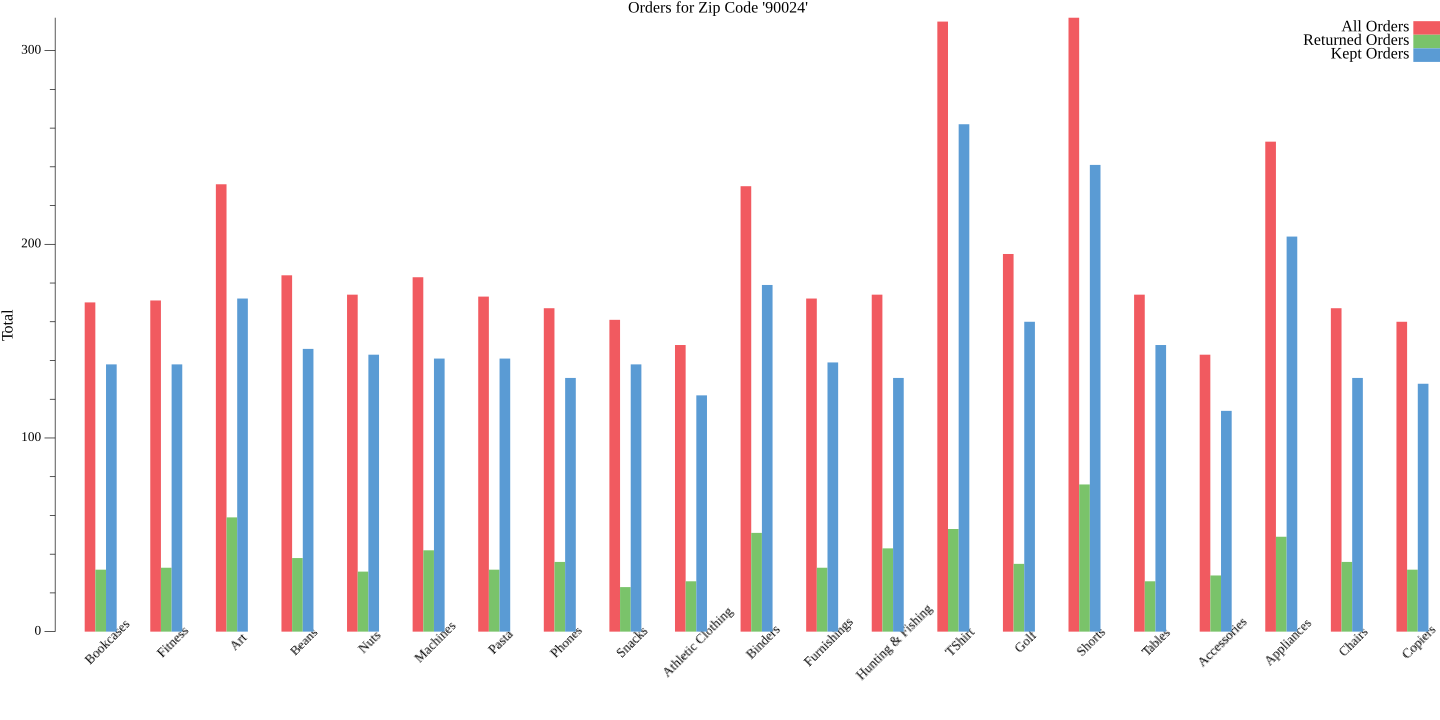 Orders for Zip Code '90024'
All Orders
Returned Orders
Kept Orders
Total
300
200
100
0
Bookcases
Fitness
Art
Beans
Nuts
Machines
Pasta
Phones
Snacks
Athletic Clothing
Binders
Furnishings
Hunting & Fishing
TShirt
Golf
Shorts
Tables
Accessories
Appliances
Chairs
Copiers